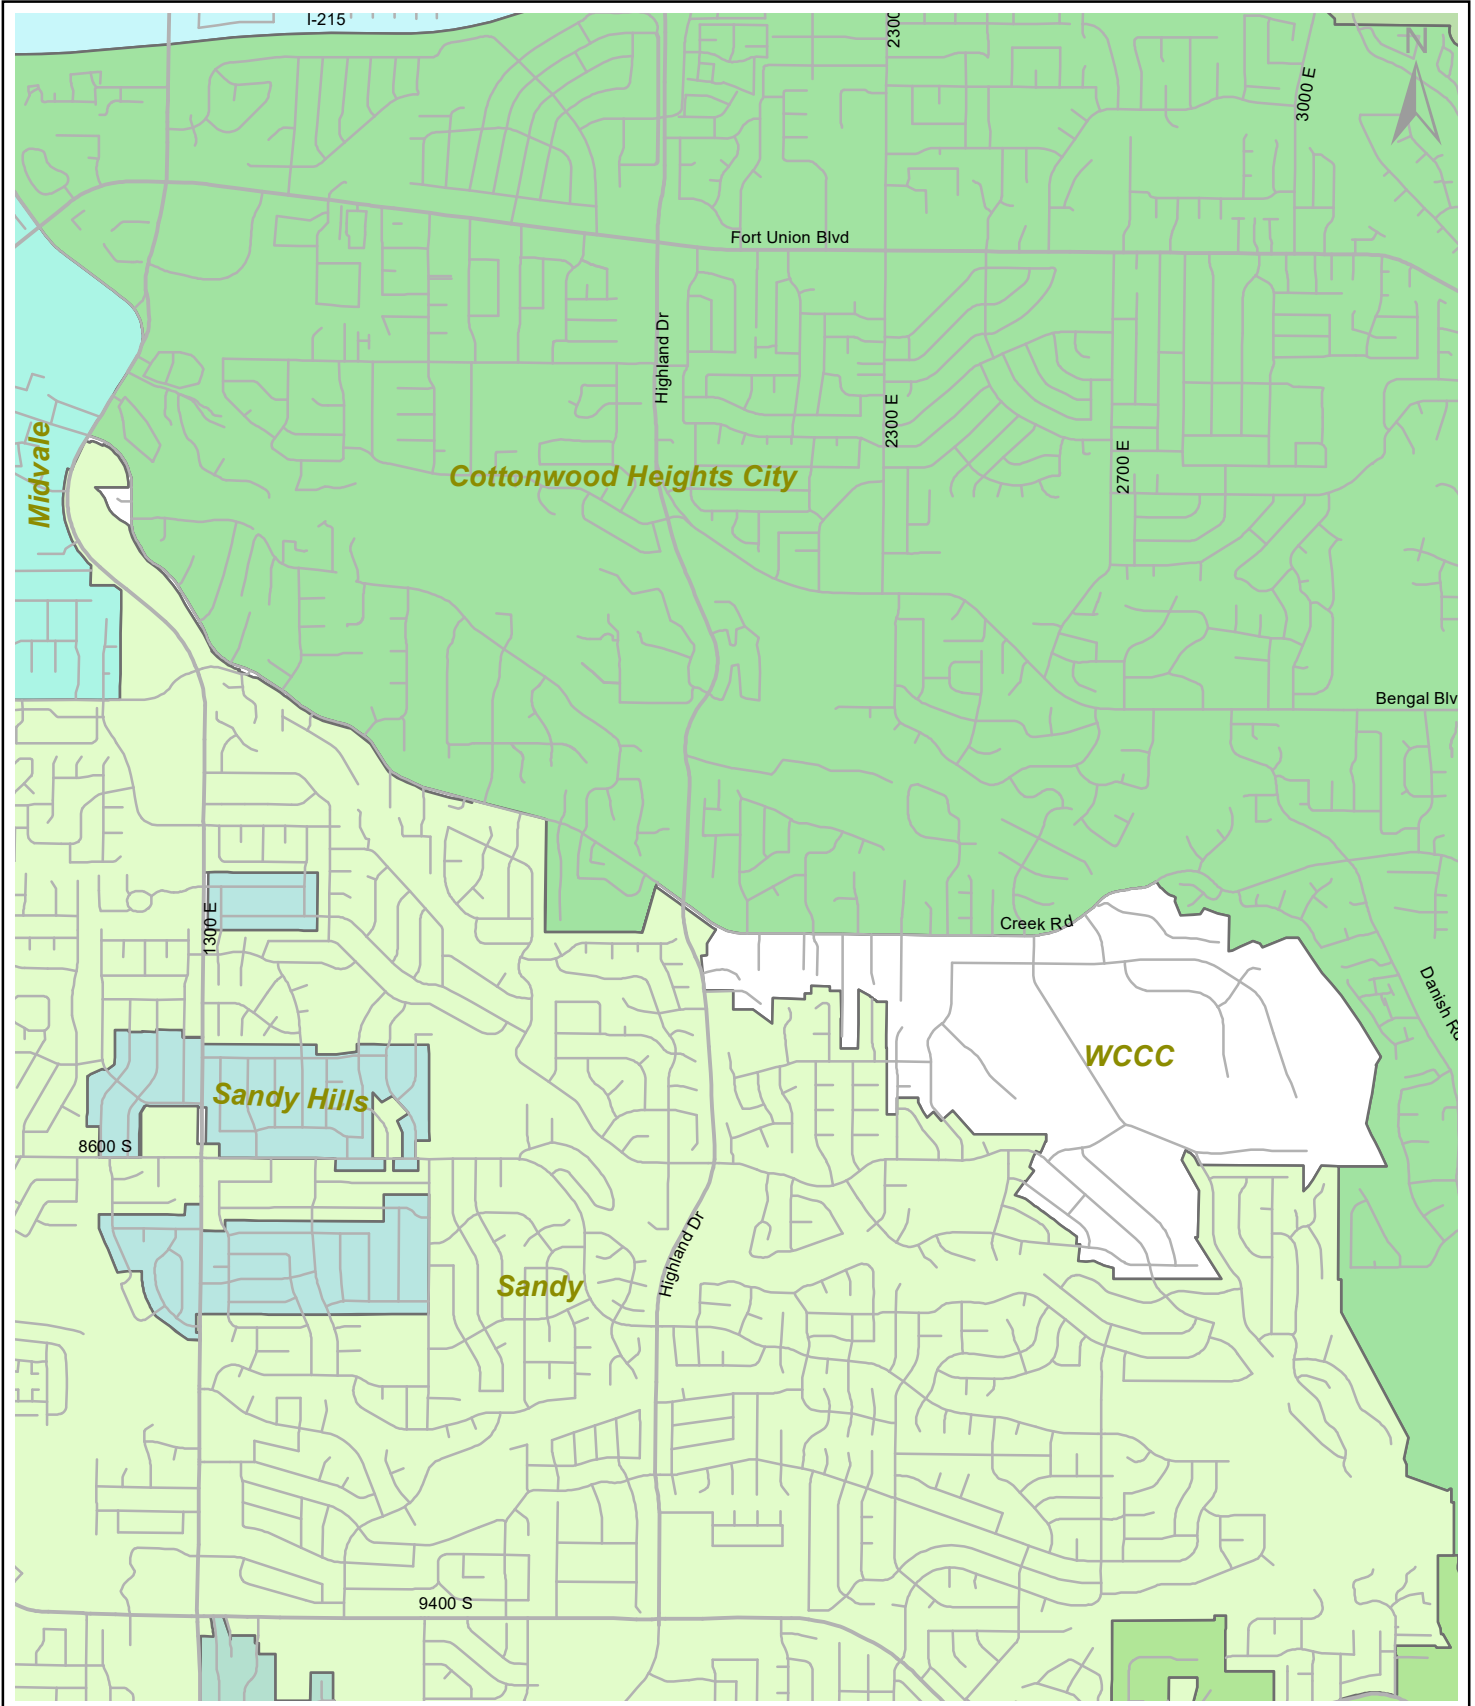 I-215
2300
N
3000 E
Fort Union Blvd
Highland Dr
2300 E
2700 E
Midvale
Cottonwood Heights City
Bengal Blv
1300 E
Creek Rd
Danish Rd
WCCC
Sandy Hills
8600 S
Highland Dr
Sandy
9400 S